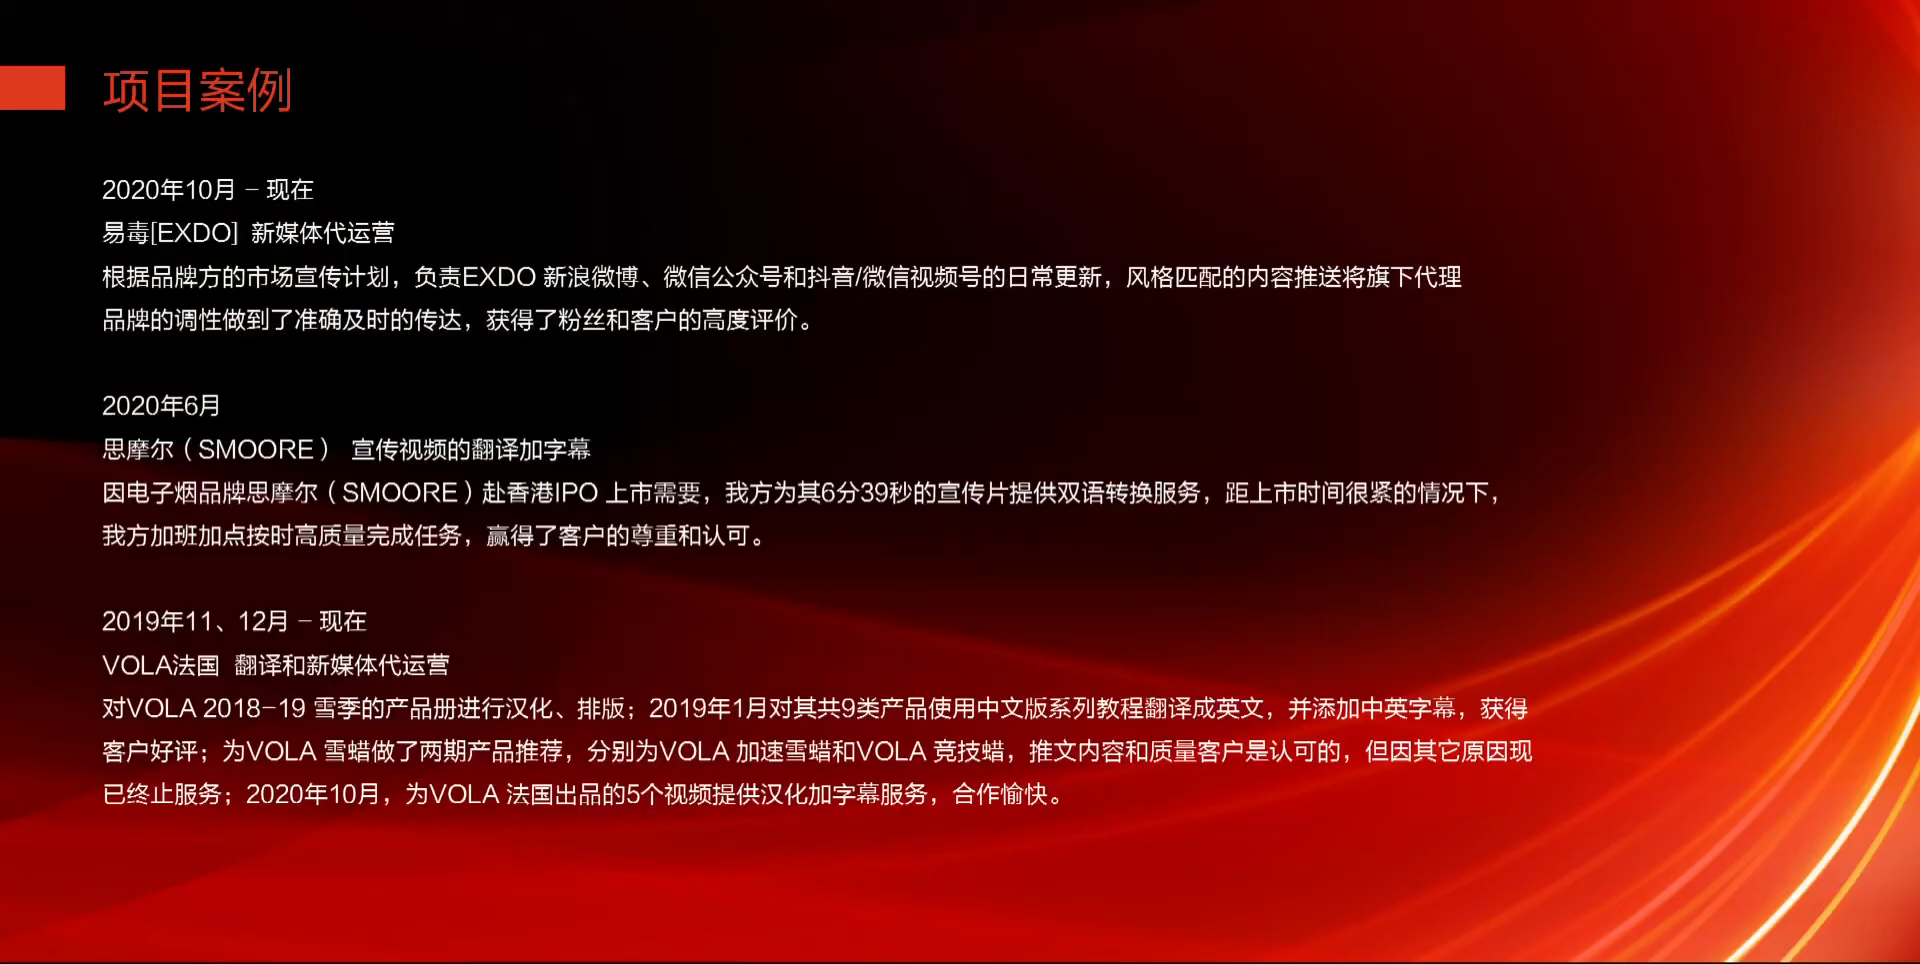 项目案例
2020年10月 – 现在
易毒[EXDO] 新媒体代运营
根据品牌方的市场宣传计划，负责EXDO 新浪微博、微信公众号和抖音/微信视频号的日常更新，风格匹配的内容推送将旗下代理
品牌的调性做到了准确及时的传达，获得了粉丝和客户的高度评价。
2020年6月
思摩尔（SMOORE） 宣传视频的翻译加字幕
因电子烟品牌思摩尔（SMOORE）赴香港IPO 上市需要，我方为其6分39秒的宣传片提供双语转换服务，距上市时间很紧的情况下，
我方加班加点按时高质量完成任务，赢得了客户的尊重和认可。
2019年11、12月 – 现在
VOLA法国 翻译和新媒体代运营
对VOLA 2018–19 雪季的产品册进行汉化、排版；2019年1月对其共9类产品使用中文版系列教程翻译成英文，并添加中英字幕，获得
客户好评；为VOLA 雪蜡做了两期产品推荐，分别为VOLA 加速雪蜡和VOLA 竞技蜡，推文内容和质量客户是认可的，但因其它原因现
已终止服务；2020年10月，为VOLA 法国出品的5个视频提供汉化加字幕服务，合作愉快。